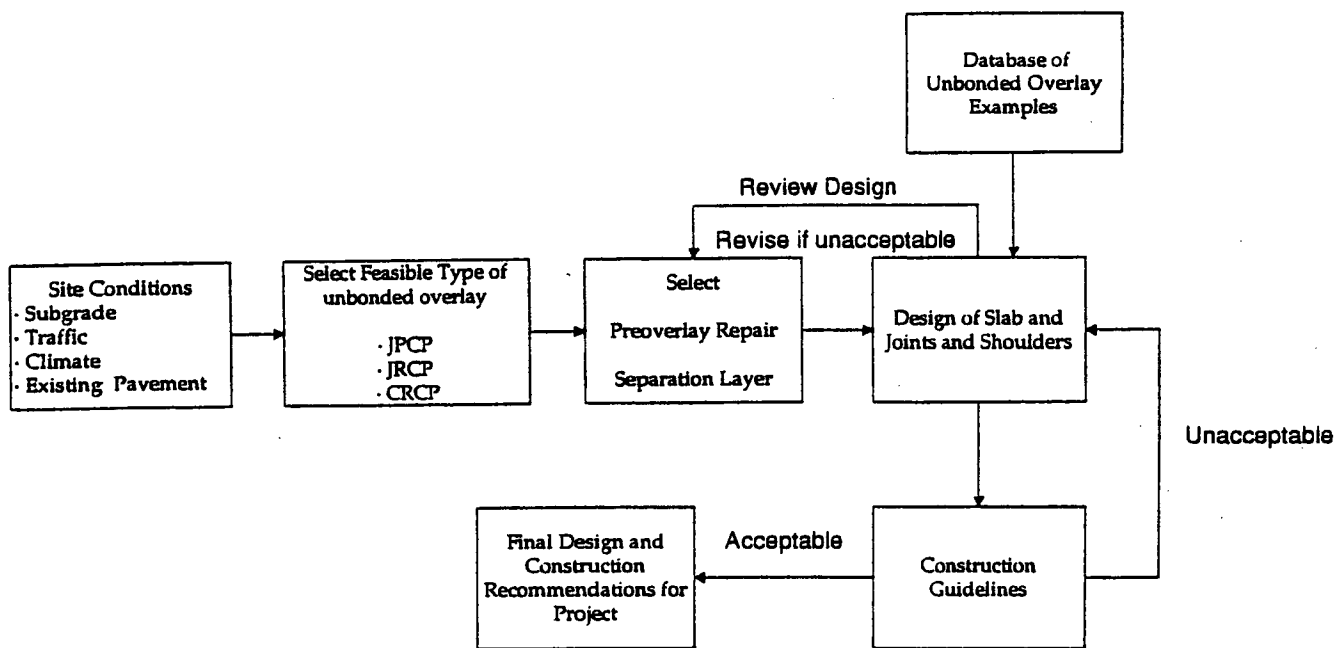 Database of
Unbonded Overlay
Examples
Review Design
Revise if unacceptable
Site Conditions
· Subgrade
· Traffic
· Climate
· Existing Pavement
Select Feasible Type of
unbonded overlay
· JPCP
· JRCP
· CRCP
Select
Preoverlay Repair
Separation Layer
Design of Slab and
Joints and Shoulders
Unacceptable
Final Design and
Construction
Recommendations for
Project
Acceptable
Construction
Guidelines